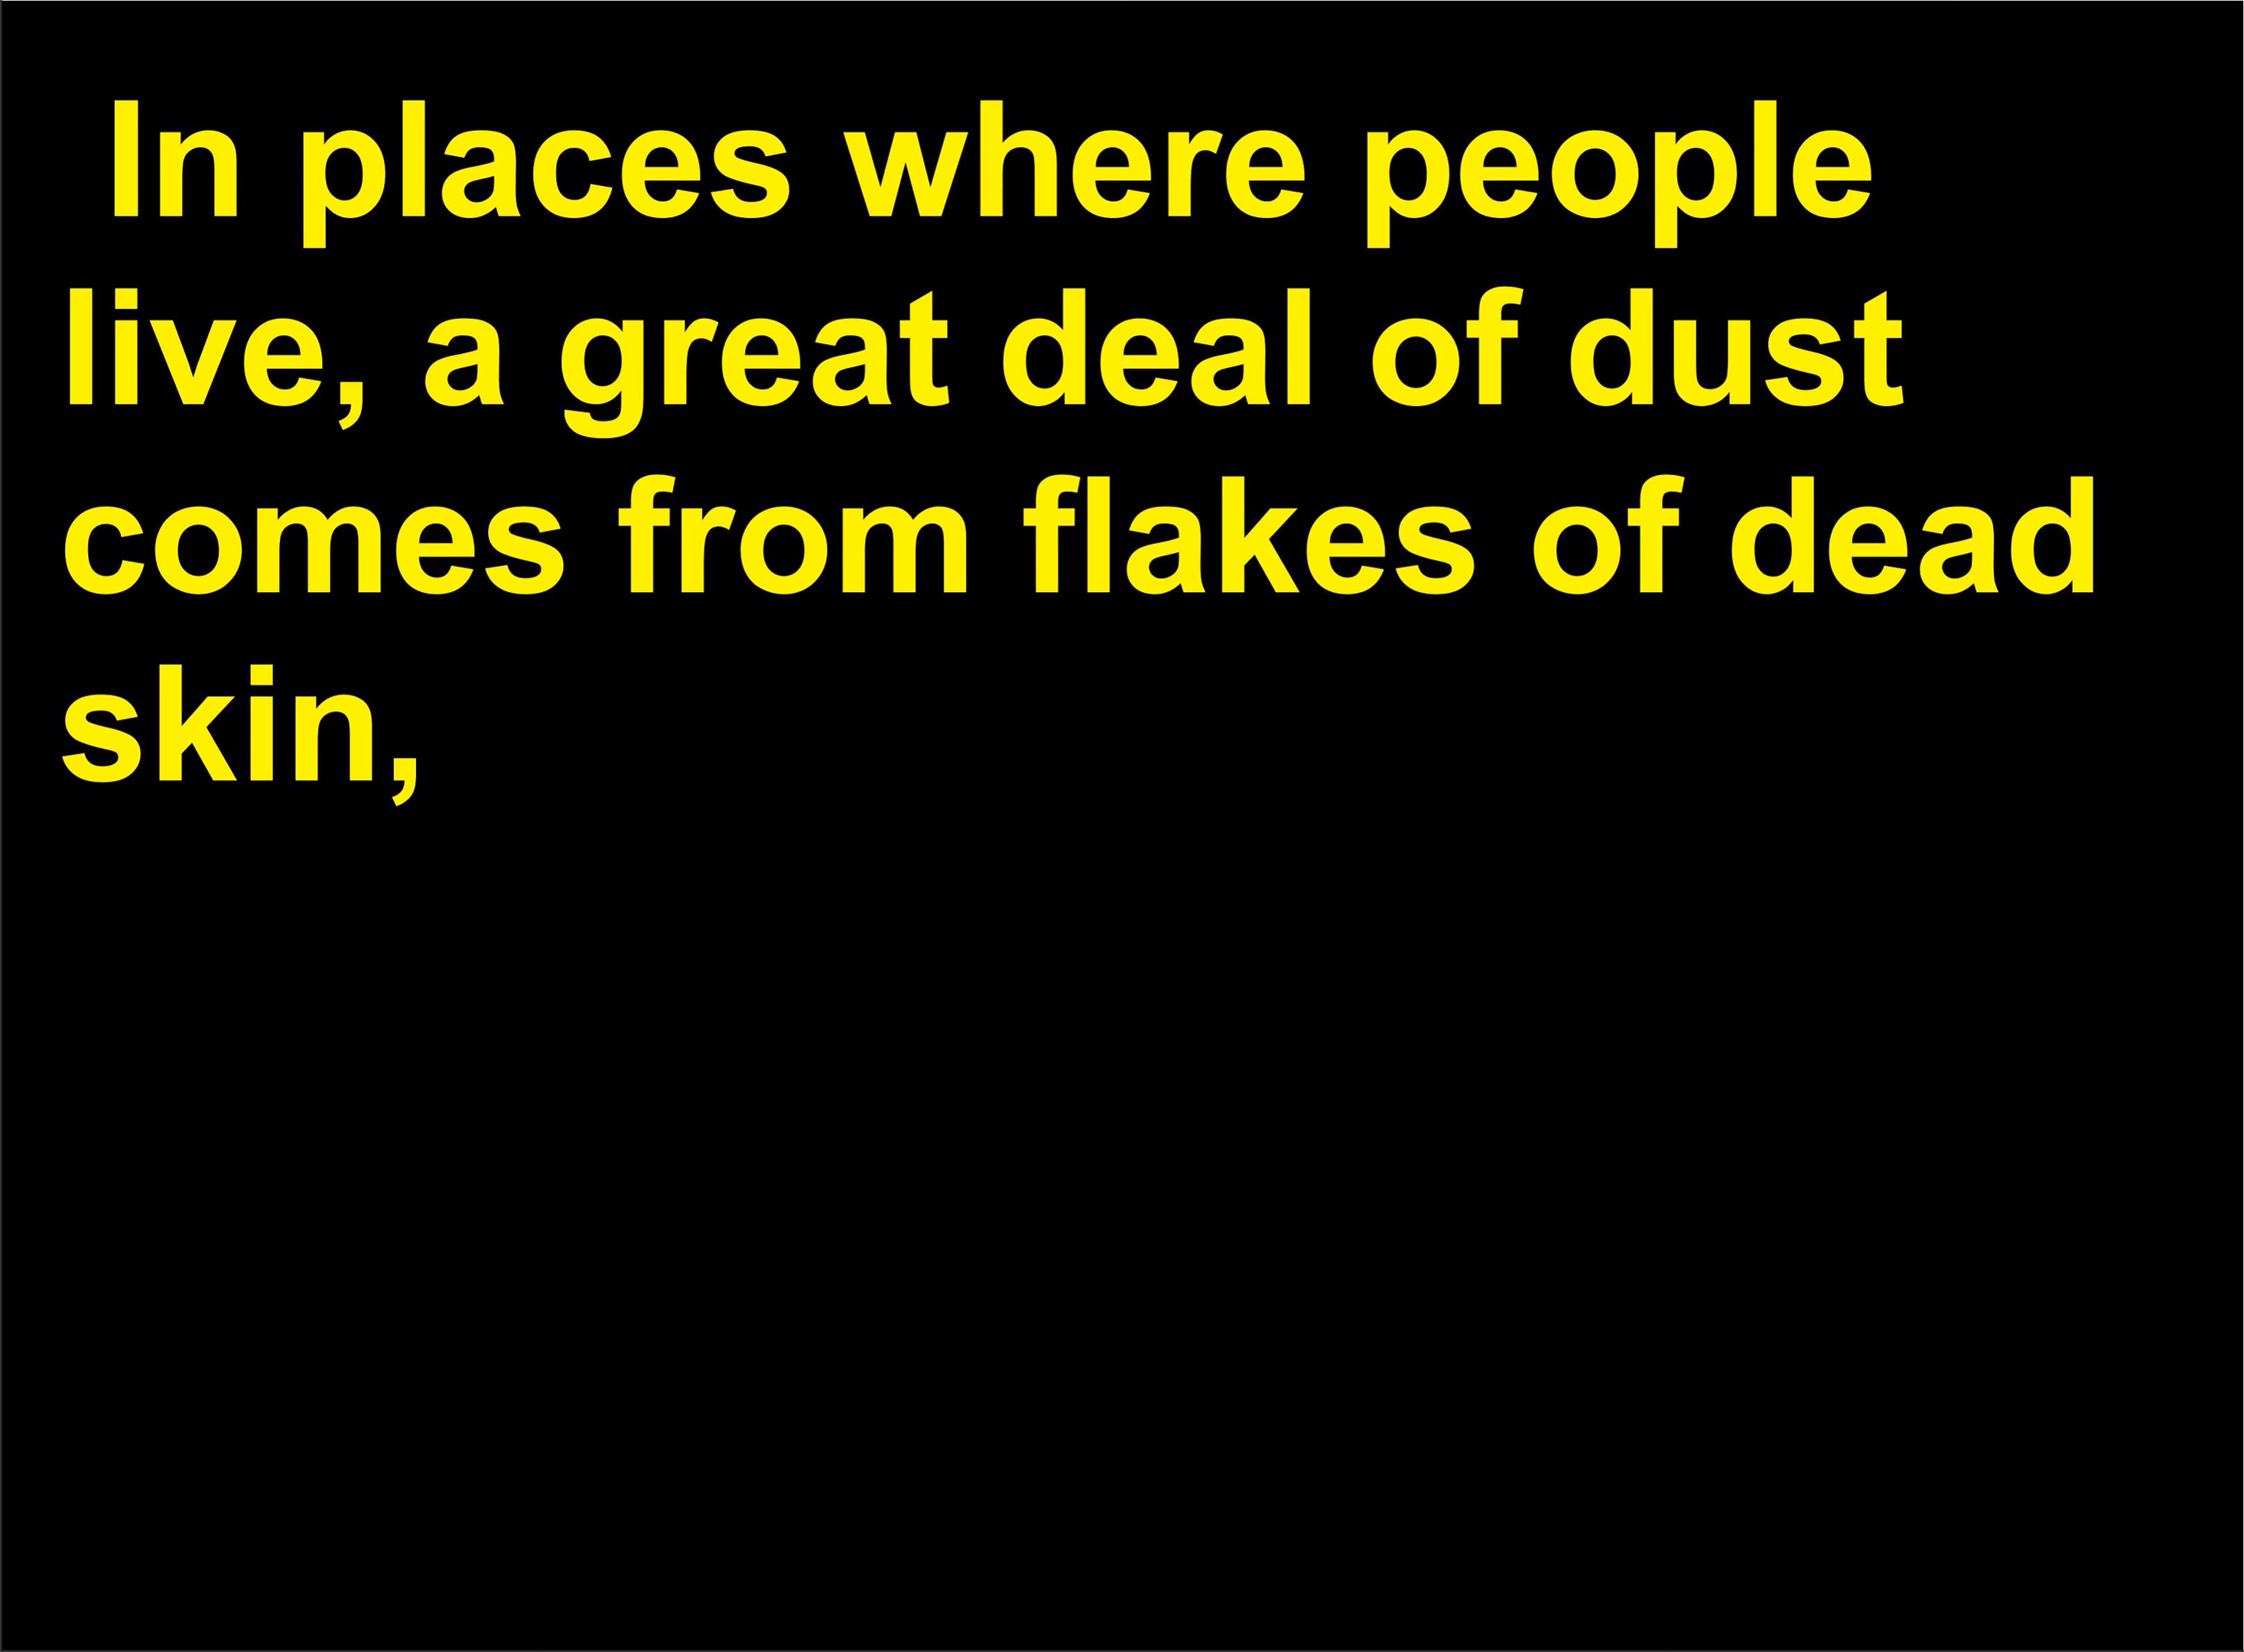 In places where people
live, a great deal of dust
comes from flakes of dead
skin,